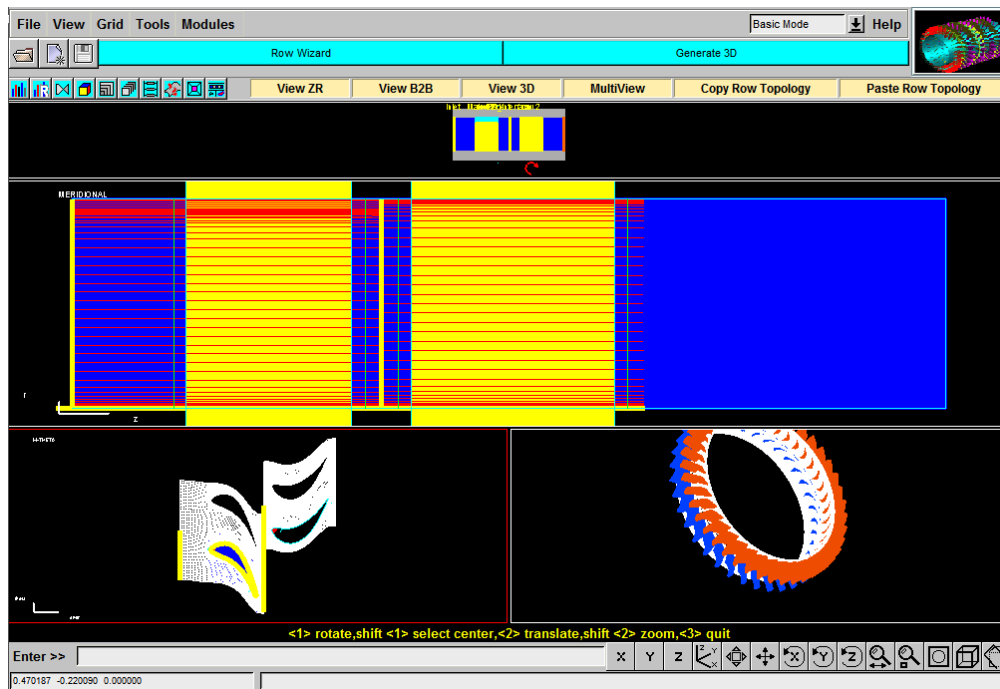 File View Grid Tools Modules
Basic Mode
Help
Row Wizard
Generate 3D
View ZR
View B2B
View 3D
MultiView
Copy Row Topology
Paste Row Topology
MERIDIONAL
r
Z
<1> rotate,shift <1> select center,<2> translate,shift <2> zoom,<3> quit
Enter >>
X
Y
Z
0.470187 -0.220090 0.000000